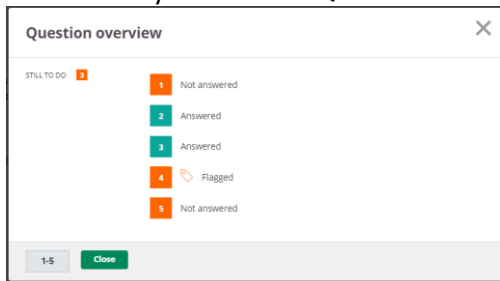 Question overview
STILL TO DO 3
1 Not answered
2 Answered
3 Answered
4 Flagged
5 Not answered
1-5 Close